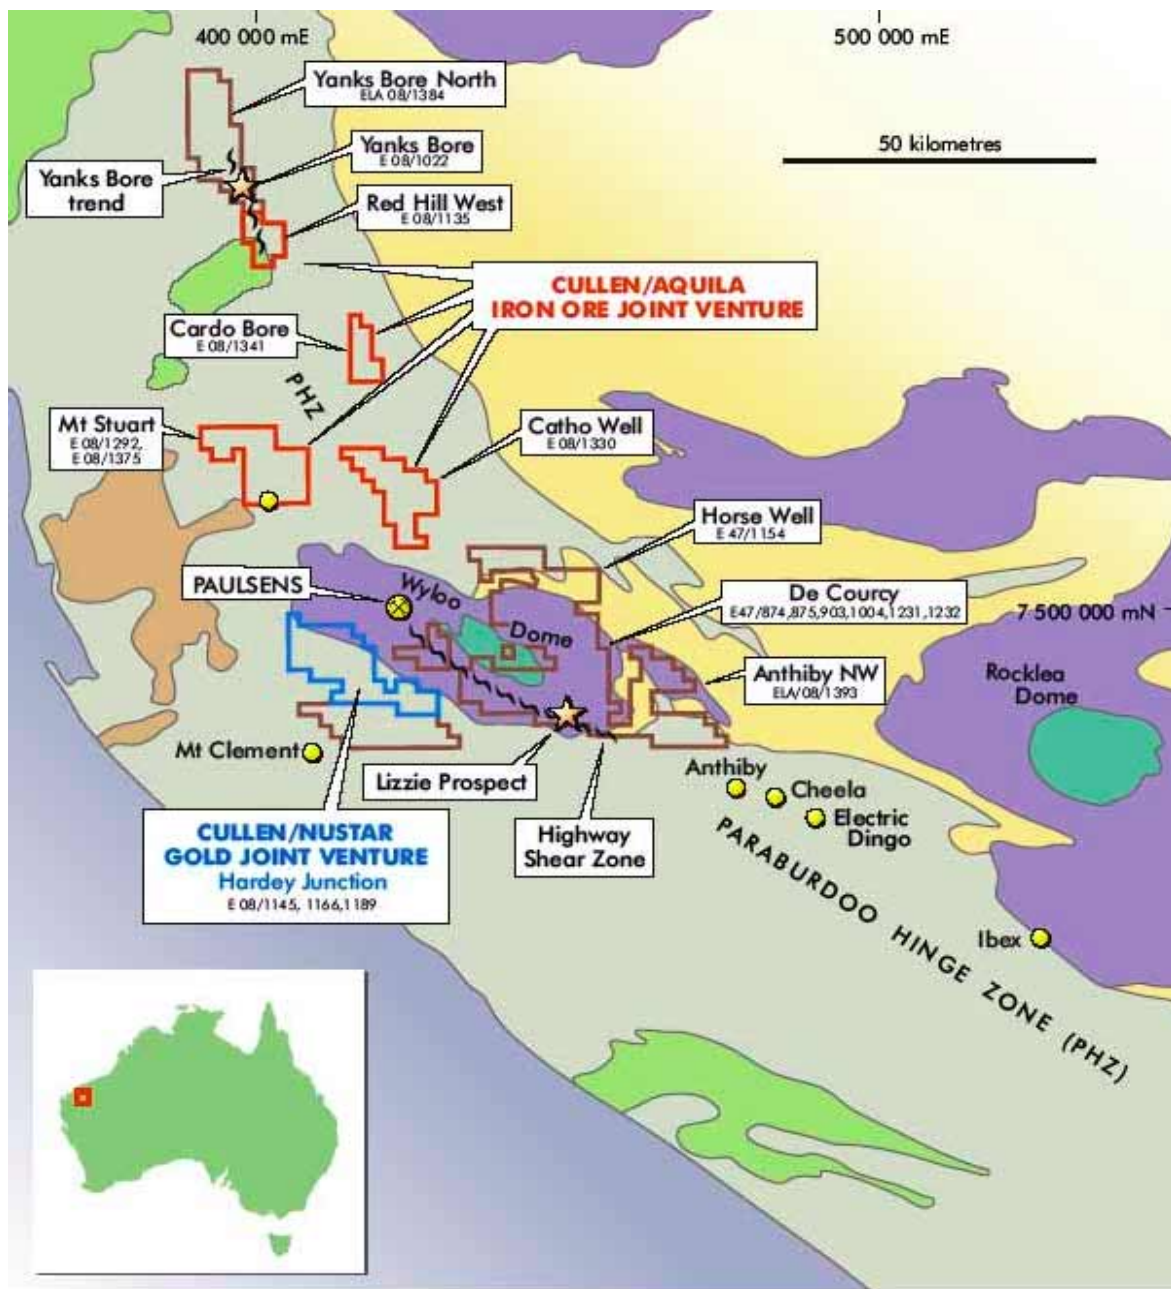 400 000 mE
500 000 mE
Yanks Bore North
ELA 08/1384
Yanks Bore
E 08/1022
50 kilometres
Yanks Bore
trend
Red Hill West
E 08/1135
CULLEN/AQUILA
IRON ORE JOINT VENTURE
Cardo Bore
E 08/1341
PHZ
Mt Stuart
E 08/1292,
E 08/1375
Catho Well
E 08/1330
Horse Well
E 47/1154
PAULSENS
Wyloo
Dome
De Courcy
E47/874,875,903,1004,1231,1232
7 500 000 mN
Anthiby NW
ELA/08/1393
Rocklea
Dome
Mt Clement
Lizzie Prospect
Anthiby
Cheela
Electric
Dingo
CULLEN/NUSTAR
GOLD JOINT VENTURE
Hardey Junction
E 08/1145, 1166,1189
Highway
Shear Zone
PARABURDOO HINGE ZONE (PHZ)
Ibex